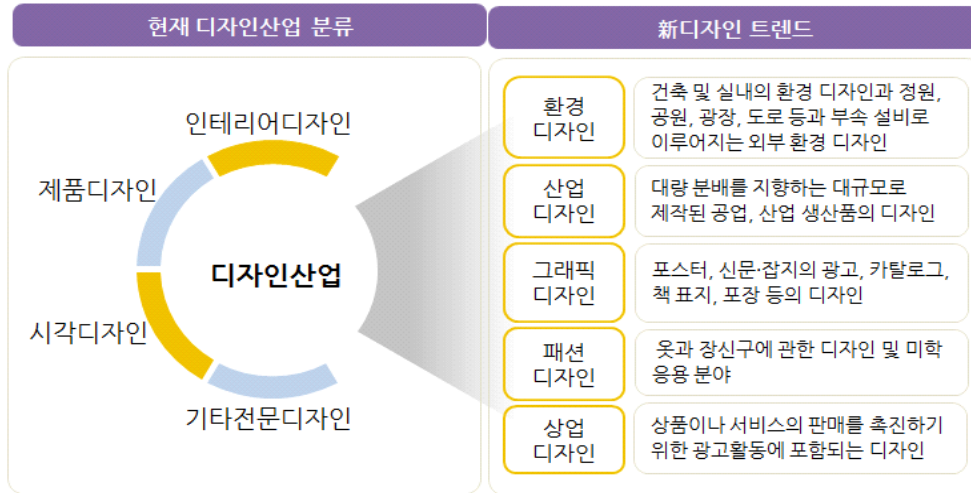 현재 디자인산업 분류
인테리어디자인
제품디자인
디자인산업
시각디자인
기타전문디자인
新디자인 트렌드
환경
디자인
건축 및 실내의 환경 디자인과 정원,
공원, 광장, 도로 등과 부속 설비로
이루어지는 외부 환경 디자인
산업
디자인
대량 분배를 지향하는 대규모로
제작된 공업, 산업 생산품의 디자인
그래픽
디자인
포스터, 신문·잡지의 광고, 카탈로그,
책 표지, 포장 등의 디자인
패션
디자인
옷과 장신구에 관한 디자인 및 미학
응용 분야
상업
디자인
상품이나 서비스의 판매를 촉진하기
위한 광고활동에 포함되는 디자인